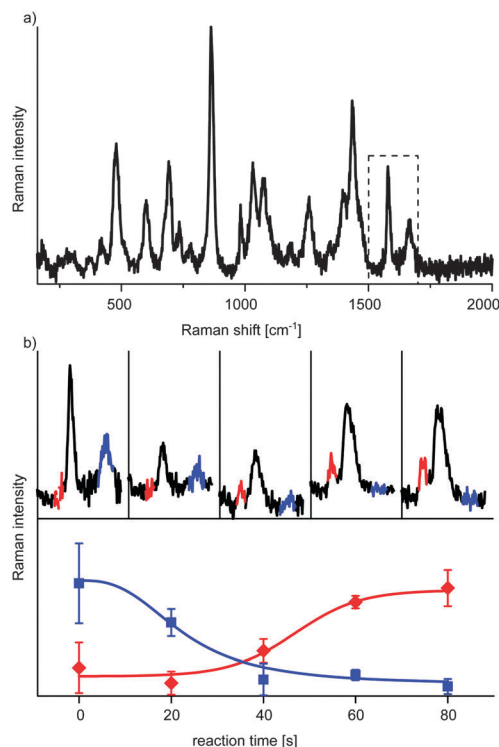 a)
Raman intensity
500
1000
1500
2000
Raman shift [cm⁻¹]
b)
Raman intensity
0
20
40
60
80
reaction time [s]